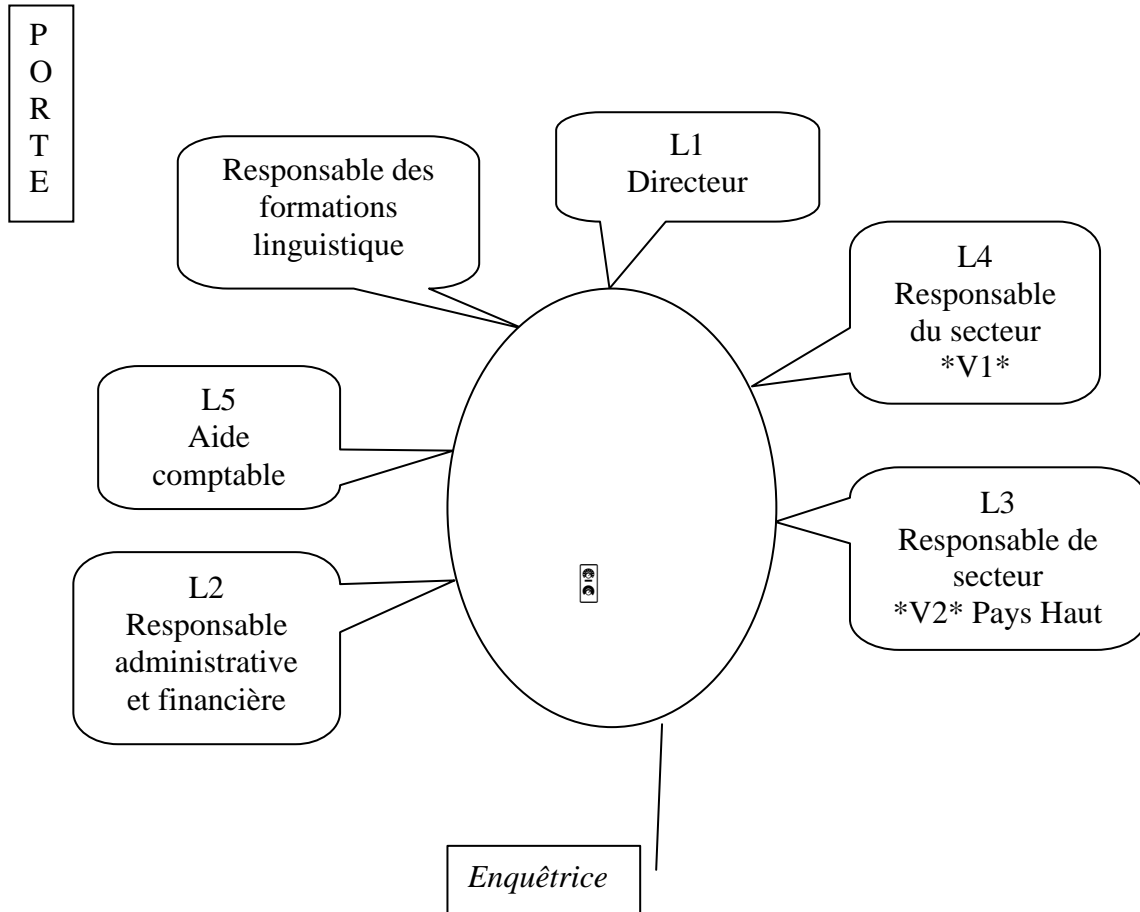 P
O
R
T
E
L1
Directeur
Responsable des
formations
linguistique
L4
Responsable
du secteur
*V1*
L5
Aide
comptable
L3
Responsable de
secteur
*V2* Pays Haut
L2
Responsable
administrative
et financière
Enquêtrice